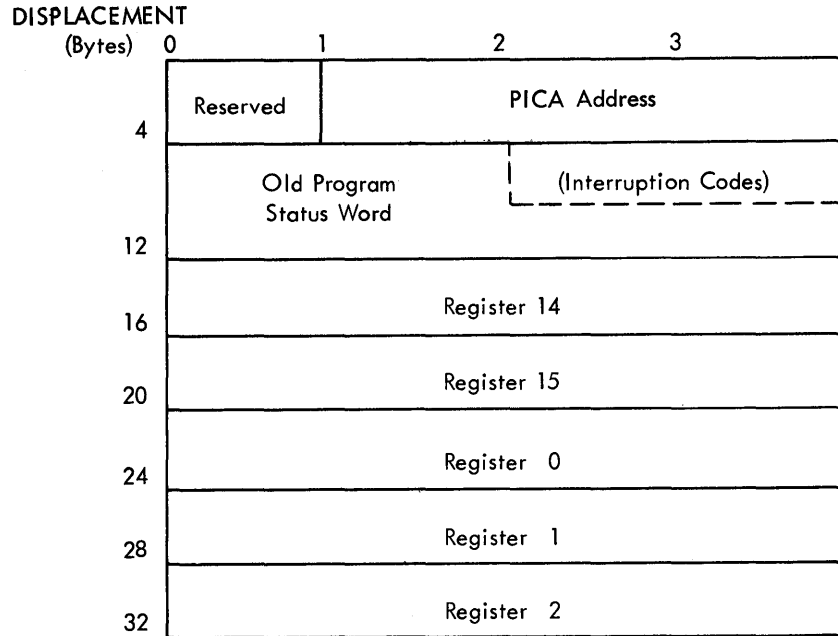 DISPLACEMENT
(Bytes) 0 1 2 3
Reserved PICA Address
4
Old Program (Interruption Codes)
Status Word
12
Register 14
16
Register 15
20
Register 0
24
Register 1
28
Register 2
32